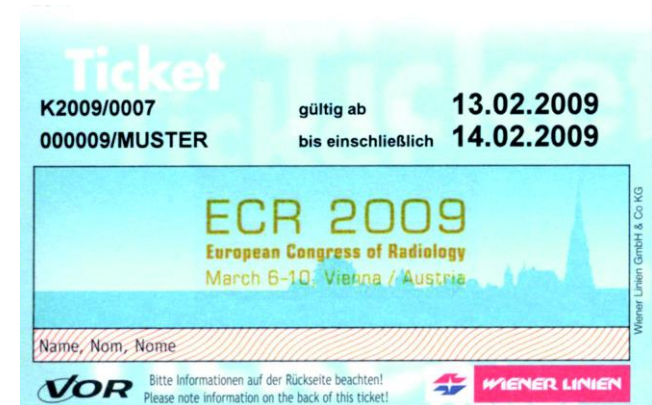 Ticket
K2009/0007 gültig ab 13.02.2009
000009/MUSTER bis einschließlich 14.02.2009
ECR 2009
European Congress of Radiology
March 6-10, Vienna / Austria
Wiener Linien GmbH & Co KG
Name, Nom, Nome
VOR Bitte Informationen auf der Rückseite beachten! WIENER LINIEN
Please note information on the back of this ticket!